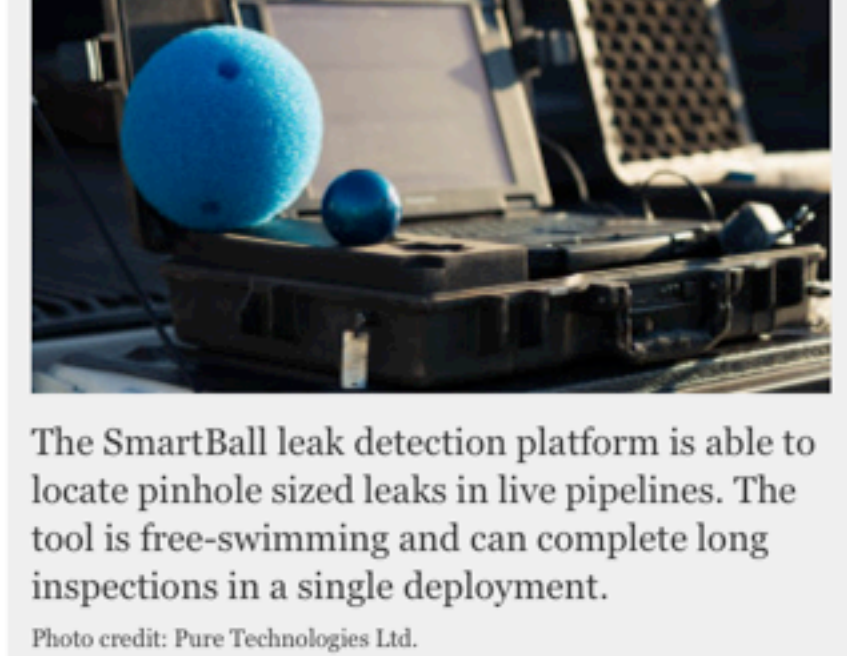 The SmartBall leak detection platform is able to
locate pinhole sized leaks in live pipelines. The
tool is free-swimming and can complete long
inspections in a single deployment.
Photo credit: Pure Technologies Ltd.